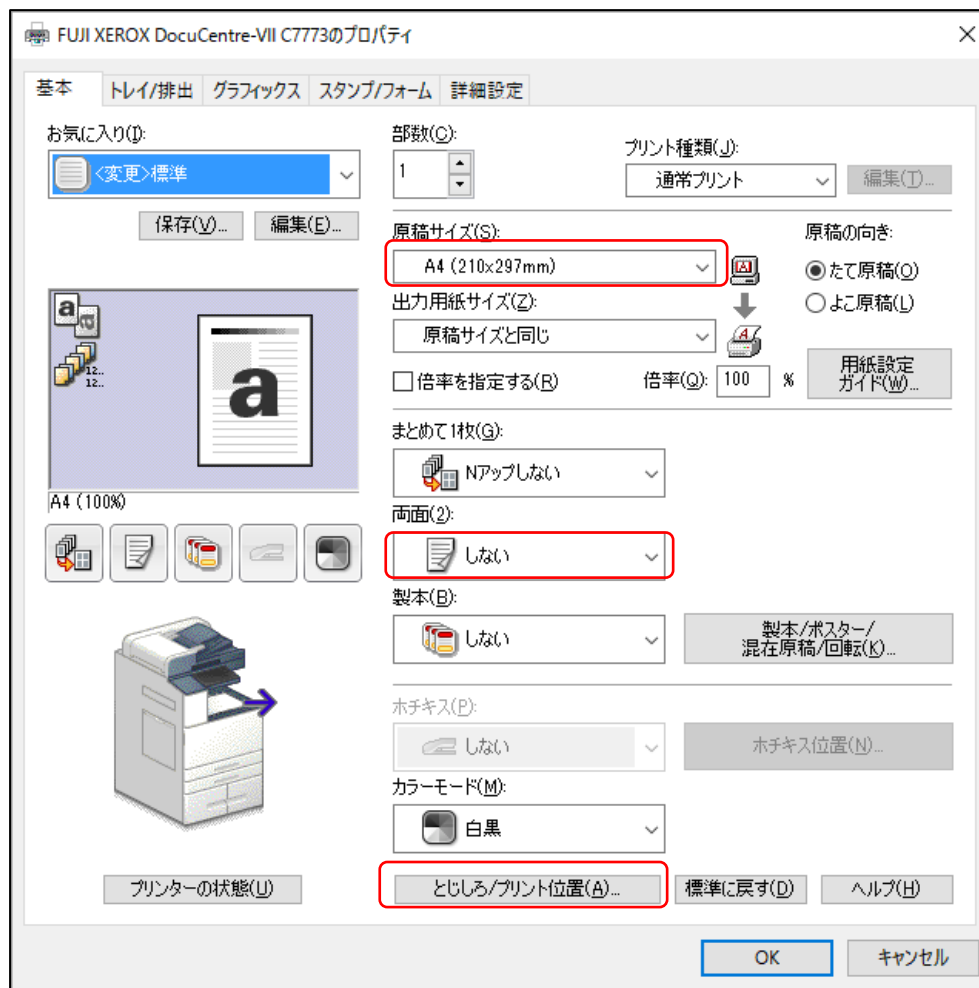 FUJI XEROX DocuCentre-VII C7773のプロパティ
基本 トレイ/排出 グラフィックス スタンプ/フォーム 詳細設定
お気に入り(I):
<変更>標準
保存(V)... 編集(E)...
部数(C):
1
プリント種類(J):
通常プリント
編集(T)...
原稿サイズ(S):
A4 (210x297mm)
原稿の向き:
たて原稿(O)
よこ原稿(L)
出力用紙サイズ(Z):
原稿サイズと同じ
倍率を指定する(R)
倍率(Q): 100 %
用紙設定
ガイド(W)...
a a
12..
12..
a
A4 (100%)
まとめて1枚(G):
Nアップしない
両面(2):
しない
製本(B):
しない
製本/ポスター/
混在原稿/回転(K)...
ホチキス(P):
しない
ホチキス位置(N)...
カラーモード(M):
白黒
プリンターの状態(U)
とじしろ/プリント位置(A)...
標準に戻す(D)
ヘルプ(H)
OK
キャンセル